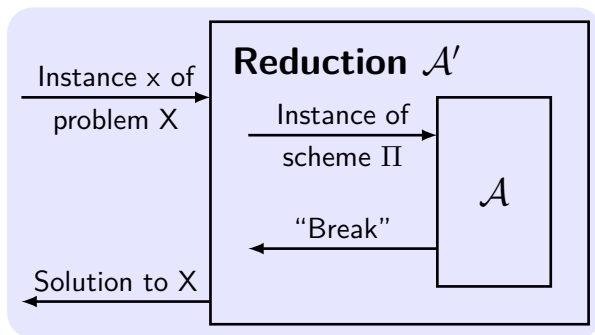 Reduction 𝒜′
Instance x of
problem X
Instance of
scheme Π
𝒜
“Break”
Solution to X